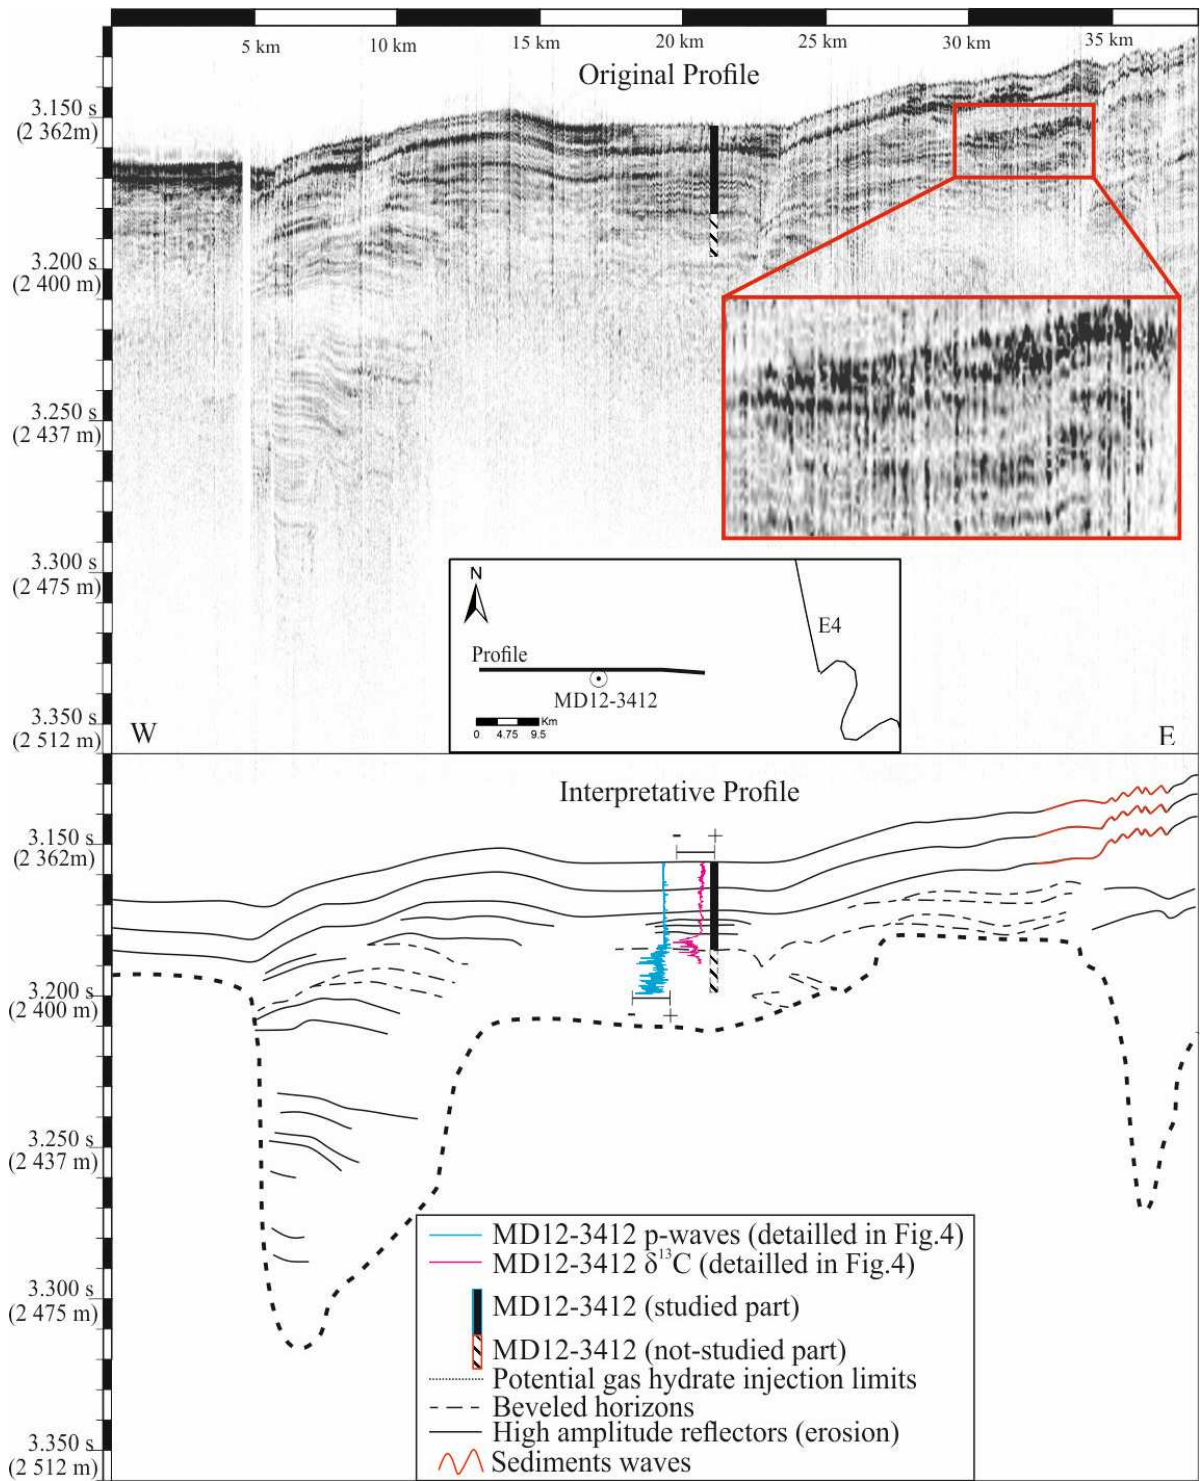 5 km 10 km 15 km 20 km 25 km 30 km 35 km
Original Profile
3.150 s
(2 362m)
3.200 s
(2 400 m)
3.250 s
(2 437 m)
3.300 s
(2 475 m)
3.350 s
(2 512 m)
N
E4
Profile
MD12-3412
Km
0 4.75 9.5
W
E
Interpretative Profile
- +
3.150 s
(2 362m)
3.200 s
(2 400 m)
- +
3.250 s
(2 437 m)
3.300 s
(2 475 m)
3.350 s
(2 512 m)
MD12-3412 p-waves (detailled in Fig.4)
MD12-3412 δ¹³C (detailled in Fig.4)
MD12-3412 (studied part)
MD12-3412 (not-studied part)
Potential gas hydrate injection limits
Beveled horizons
High amplitude reflectors (erosion)
Sediments waves